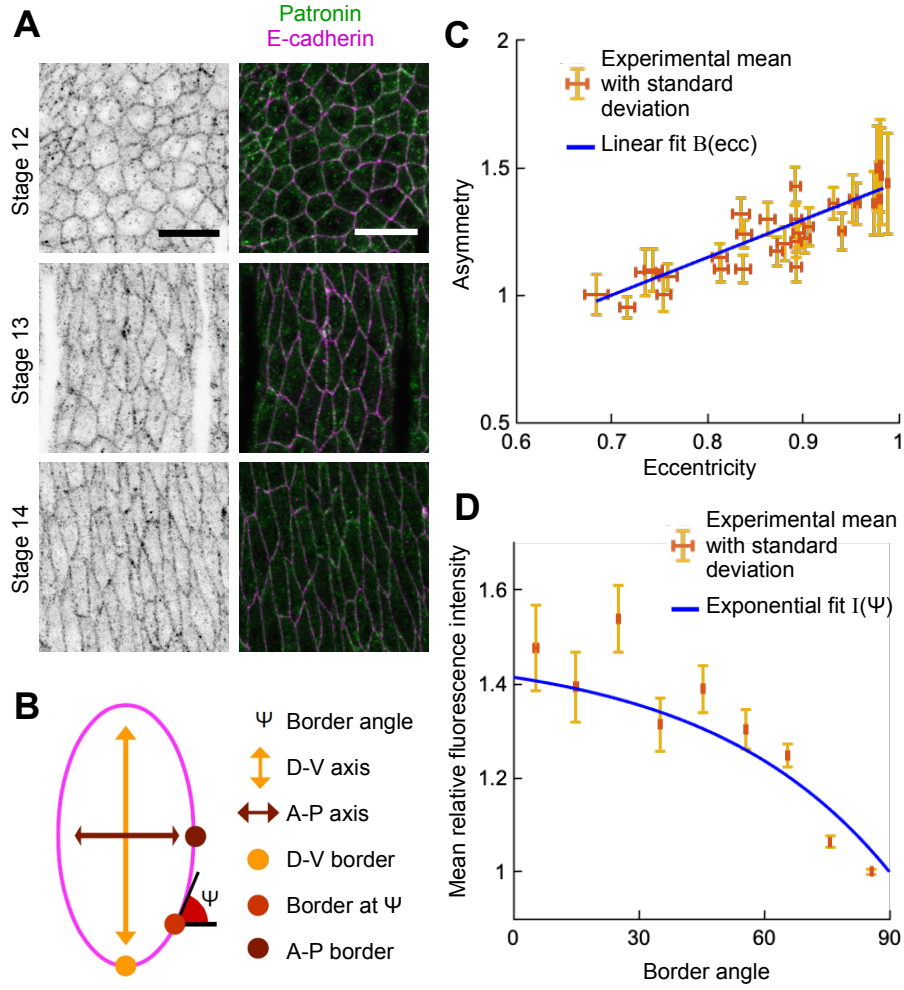 A
Patronin
E-cadherin
Stage 12
Stage 13
Stage 14
B
Ψ Border angle
D-V axis
A-P axis
D-V border
Border at Ψ
A-P border
Ψ
C
Experimental mean
with standard
deviation
Linear fit B(ecc)
Asymmetry
2
1.5
1
0.5
0.6 0.7 0.8 0.9 1
Eccentricity
D
Experimental mean
with standard
deviation
Exponential fit I(Ψ)
Mean relative fluorescence intensity
1.6
1.4
1.2
1
0 30 60 90
Border angle